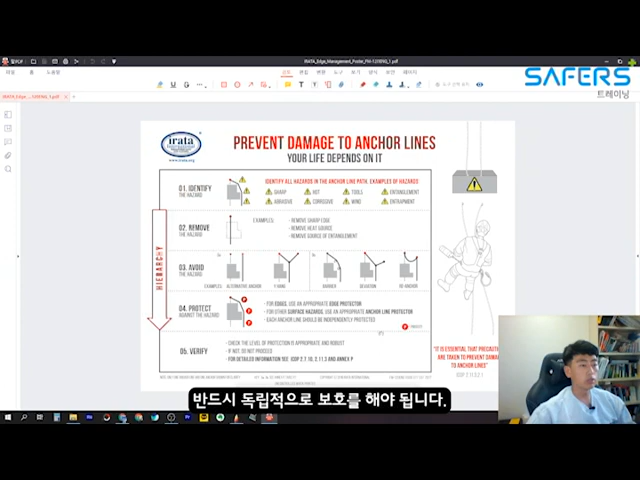 IRATA_Edge_Management_Poster_PM-120ENG_1.pdf
SAFERS
트레이닝
irata
www.irata.org
PREVENT DAMAGE TO ANCHOR LINES
YOUR LIFE DEPENDS ON IT
HIERARCHY
01. IDENTIFY
THE HAZARD
IDENTIFY ALL HAZARDS IN THE ANCHOR LINE PATH. EXAMPLES OF HAZARDS
SHARP
HOT
TOOLS
ENTANGLEMENT
ABRASIVE
CORROSIVE
WIND
ENTRAPMENT
02. REMOVE
THE HAZARD
EXAMPLES:
- REMOVE SHARP EDGE
- REMOVE HEAT SOURCE
- REMOVE SOURCE OF ENTANGLEMENT
03. AVOID
THE HAZARD
EXAMPLES:
ALTERNATIVE ANCHOR
Y-HANG
BARRIER
DEVIATION
RE-ANCHOR
04. PROTECT
AGAINST THE HAZARD
- FOR EDGES, USE AN APPROPRIATE EDGE PROTECTOR
- FOR OTHER SURFACE HAZARDS, USE AN APPROPRIATE ANCHOR LINE PROTECTOR
- EACH ANCHOR LINE SHOULD BE INDEPENDENTLY PROTECTED
05. VERIFY
- CHECK THE LEVEL OF PROTECTION IS APPROPRIATE AND ROBUST
- IF NOT: DO NOT PROCEED
"IT IS ESSENTIAL THAT
ARE TAKEN TO PREVENT
TO ANCHOR LINES"
반드시 독립적으로 보호를 해야 됩니다.